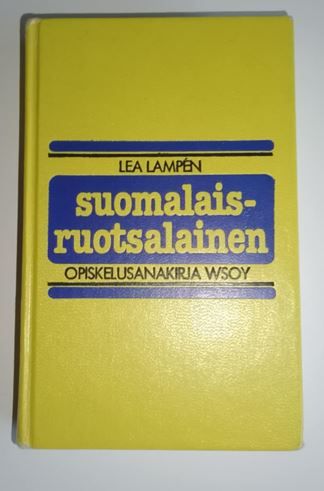 LEA LAMPÉN
suomalais-
ruotsalainen
OPISKELUSANAKIRJA WSOY